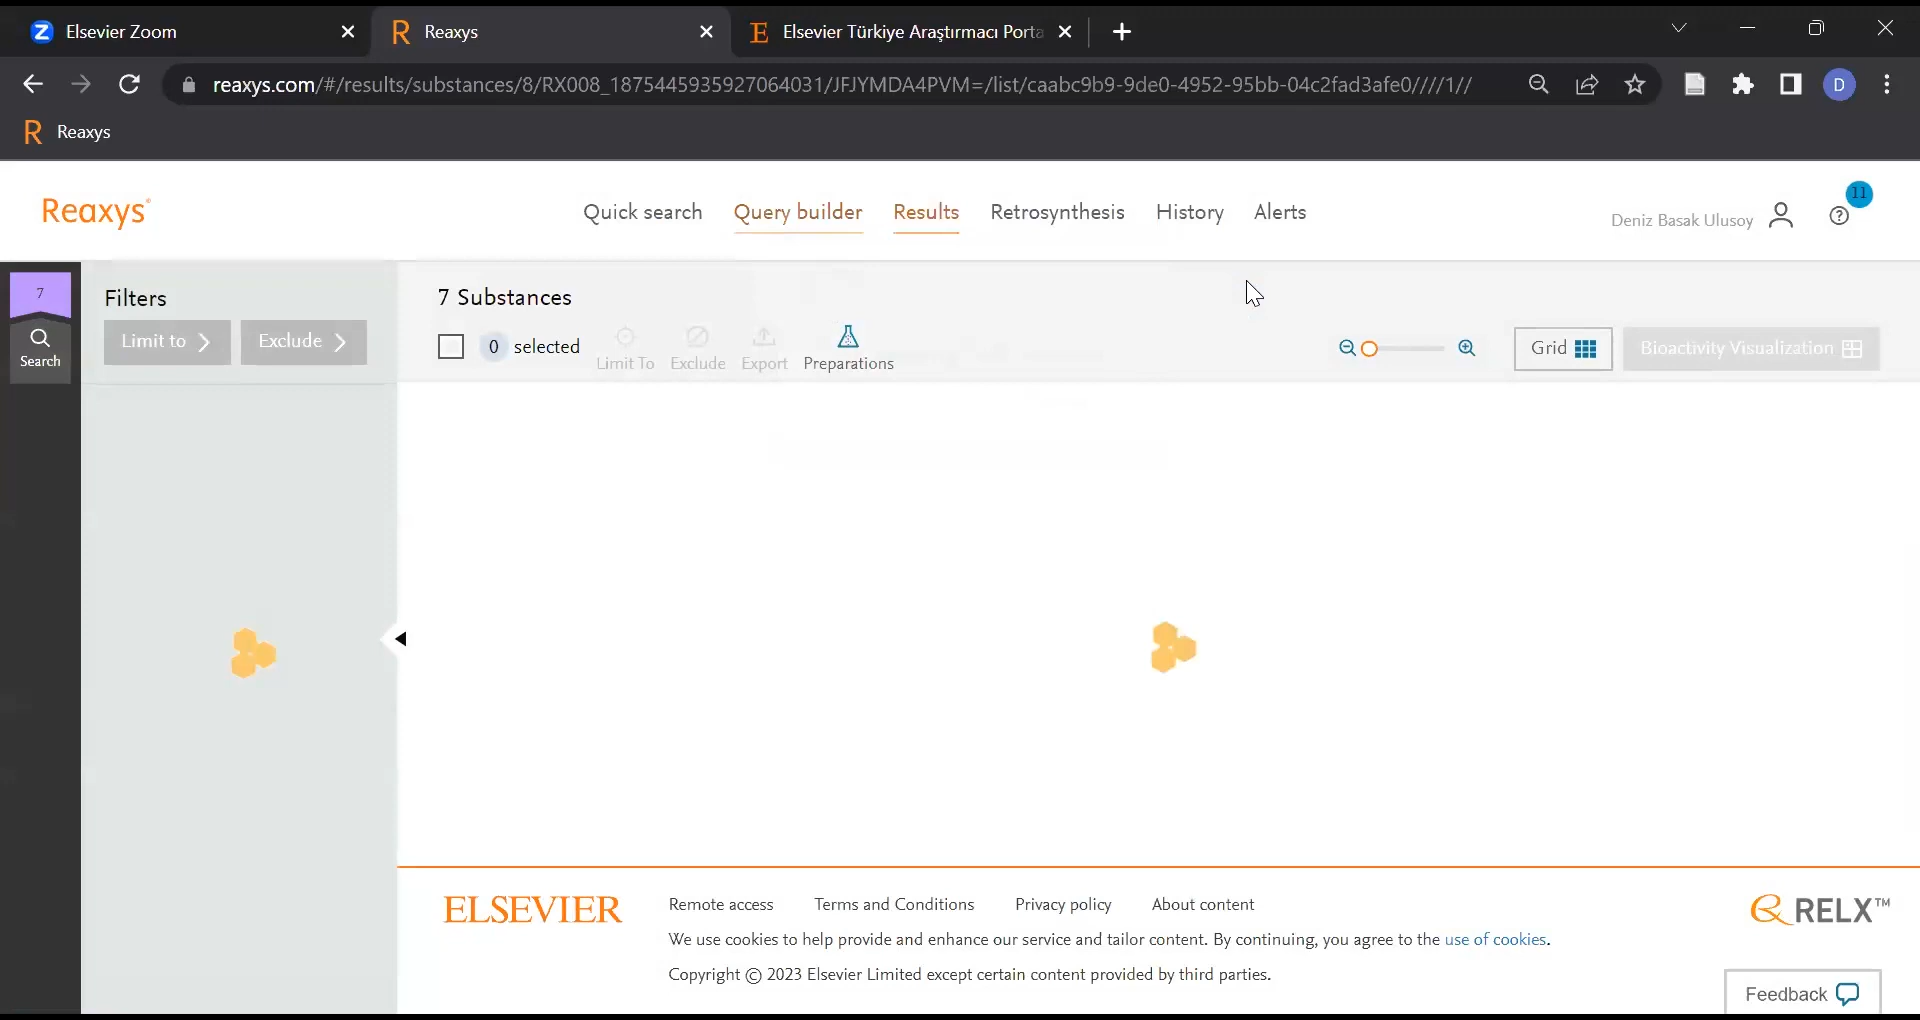 Elsevier Zoom
Reaxys
Elsevier Türkiye Araştırmacı Porta
reaxys.com/#/results/substances/8/RX008_1875445935927064031/JFJYMDA4PVM=/list/caabc9b9-9de0-4952-95bb-04c2fad3afe0////1//
D
R Reaxys
Reaxys
Quick search
Query builder
Results
Retrosynthesis
History
Alerts
Deniz Basak Ulusoy
11
7
Search
Filters
Limit to
Exclude
7 Substances
0 selected
Limit To
Exclude
Export
Preparations
Grid
Bioactivity Visualization
ELSEVIER
Remote access
Terms and Conditions
Privacy policy
About content
We use cookies to help provide and enhance our service and tailor content. By continuing, you agree to the use of cookies.
Copyright © 2023 Elsevier Limited except certain content provided by third parties.
RELX™
Feedback